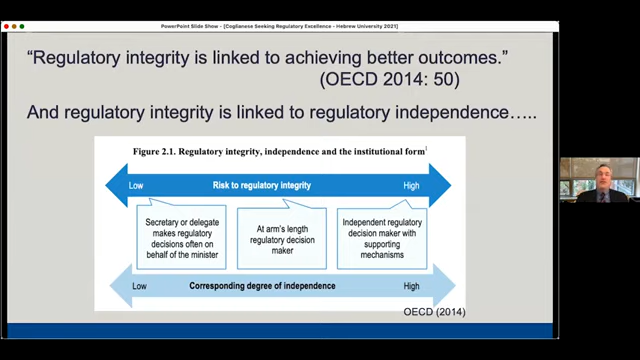 PowerPoint Slide Show - [Coglianese Seeking Regulatory Excellence - Hebrew University 2021]
“Regulatory integrity is linked to achieving better outcomes.”
(OECD 2014: 50)
And regulatory integrity is linked to regulatory independence…..
Figure 2.1. Regulatory integrity, independence and the institutional form1
Low Risk to regulatory integrity High
Secretary or delegate
makes regulatory
decisions often on
behalf of the minister
At arm's length
regulatory decision
maker
Independent regulatory
decision maker with
supporting
mechanisms
Low Corresponding degree of independence High
OECD (2014)